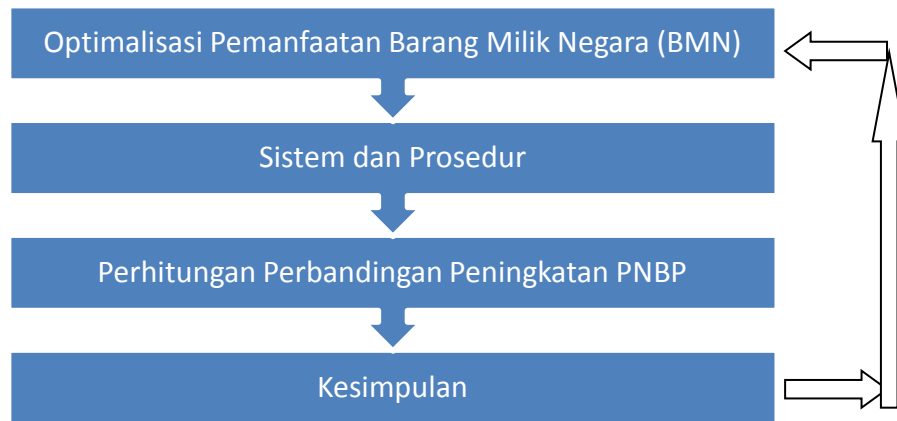 Optimalisasi Pemanfaatan Barang Milik Negara (BMN)
Sistem dan Prosedur
Perhitungan Perbandingan Peningkatan PNBP
Kesimpulan